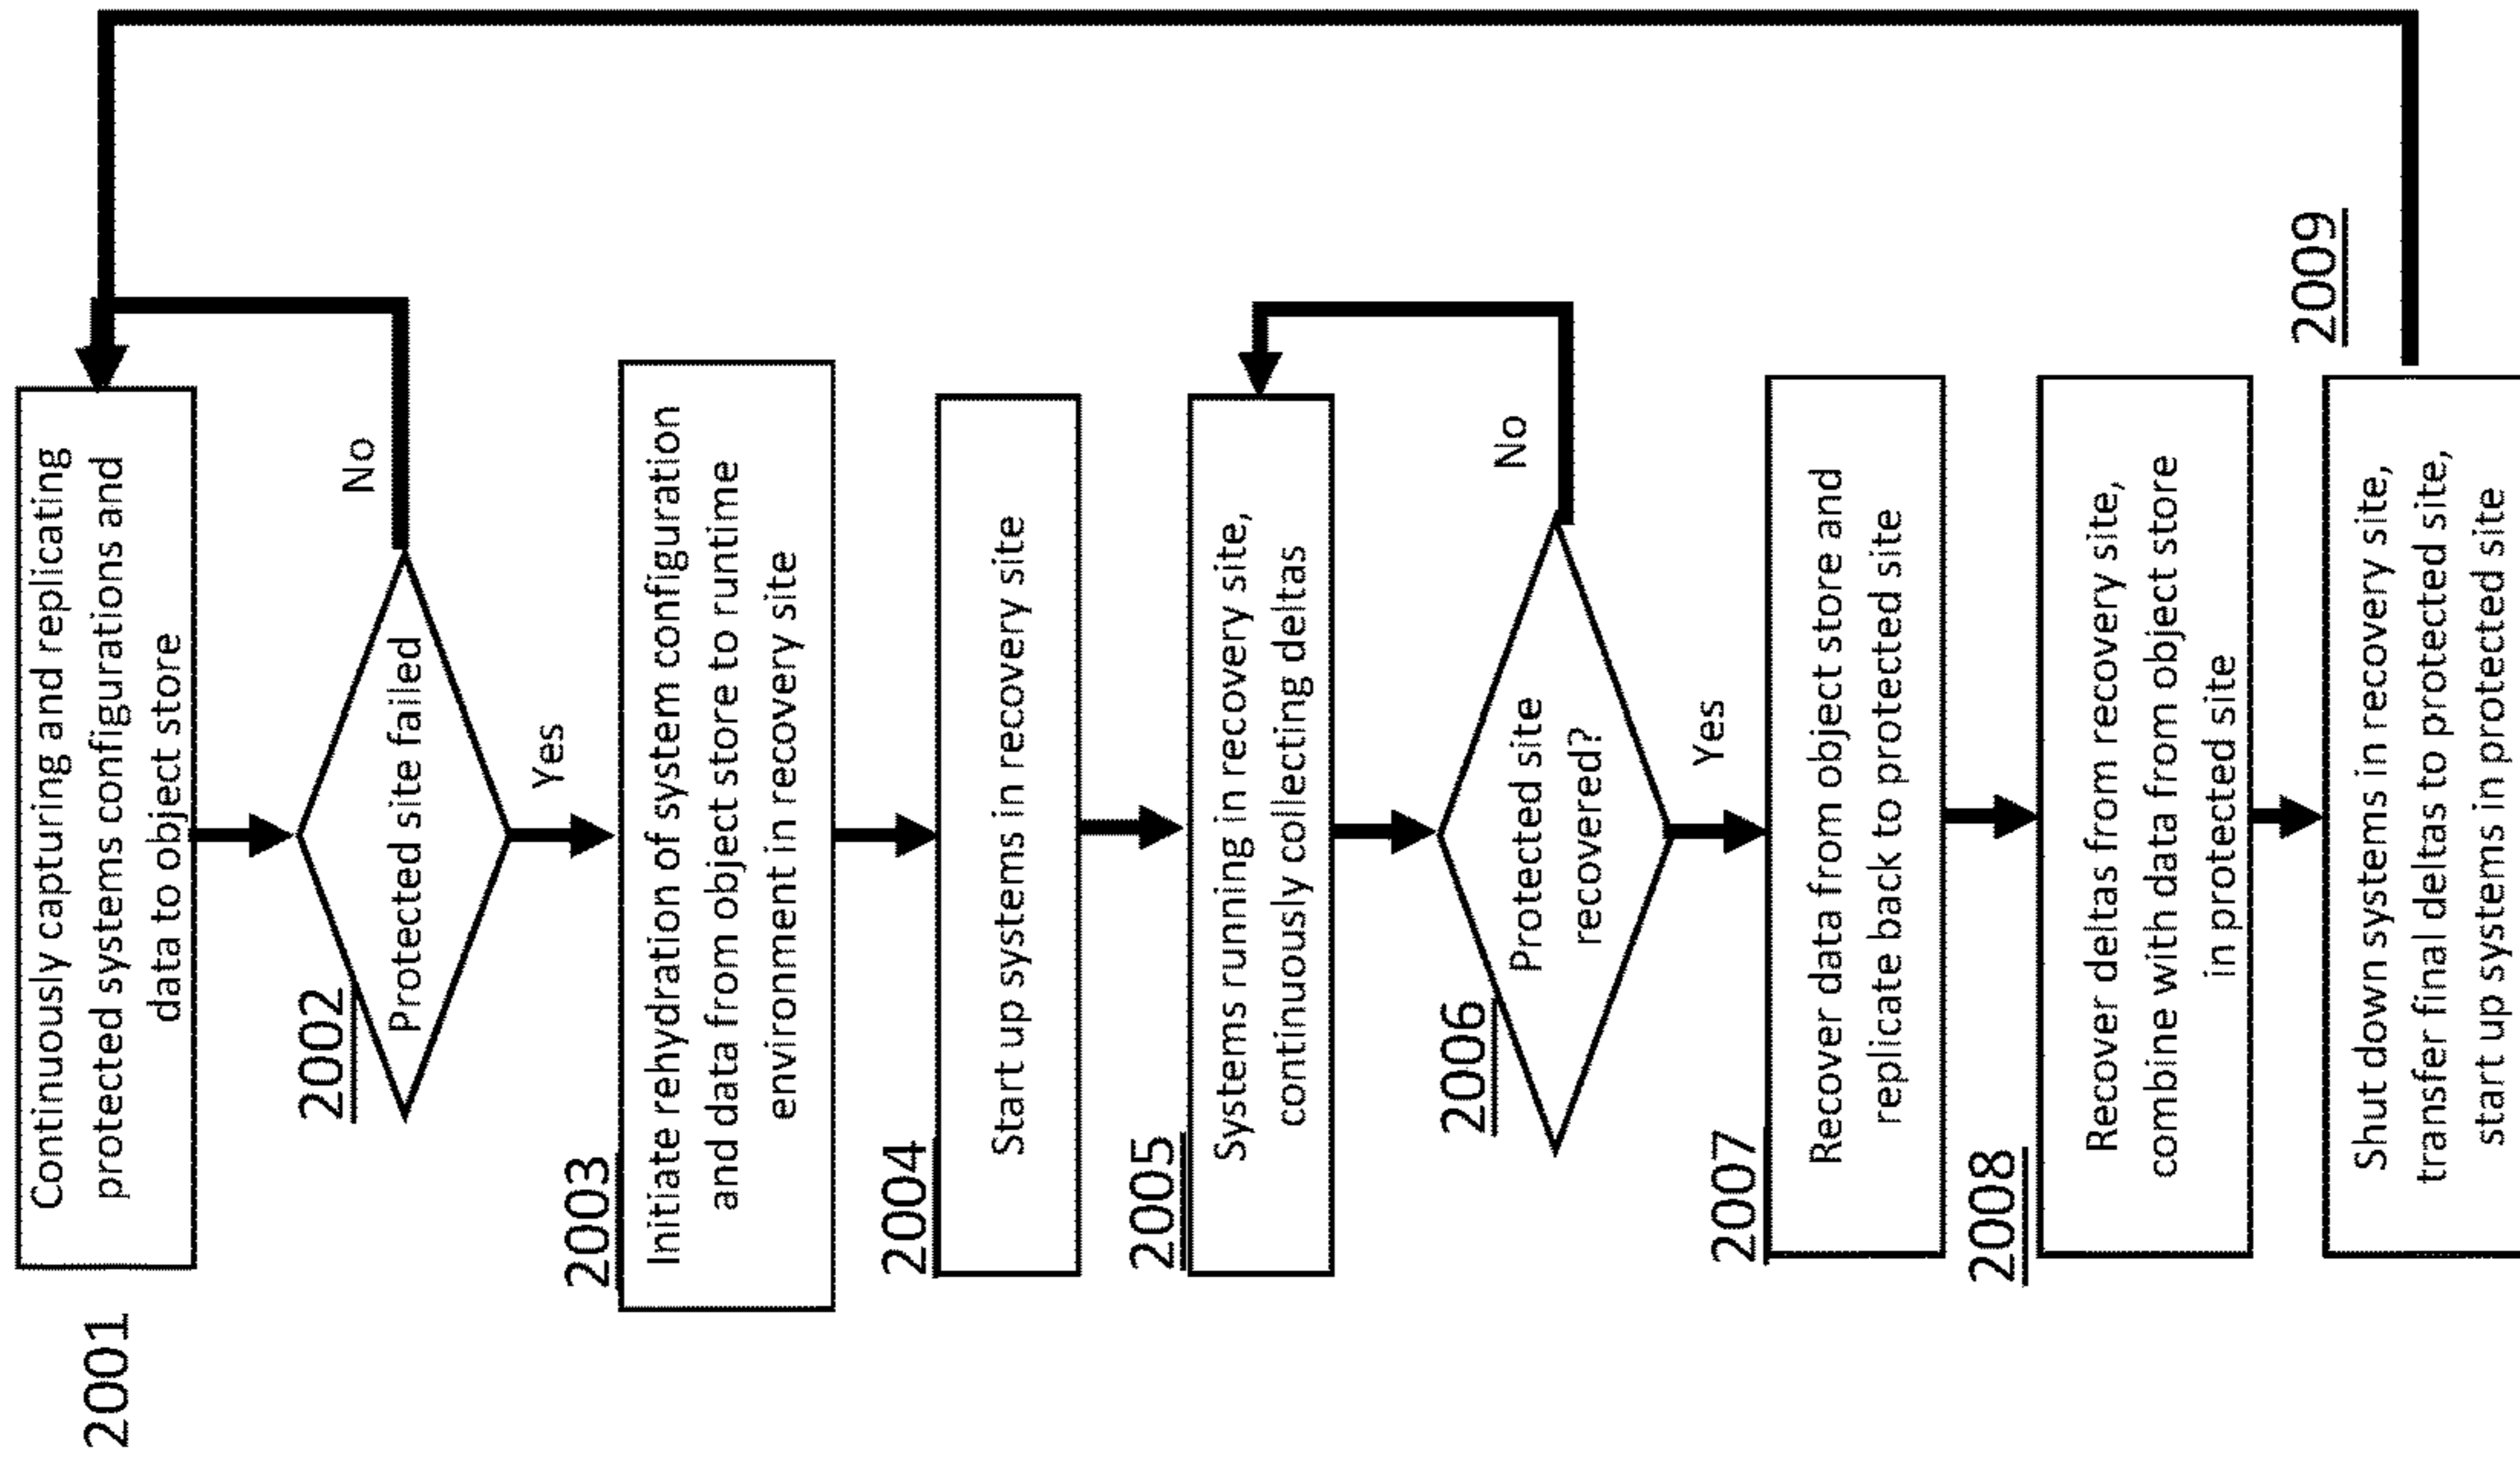 2001
Continuously capturing and replicating
protected systems configurations and
data to object store
2002
Protected site failed
No
Yes
2003
Initiate rehydration of system configuration
and data from object store to runtime
environment in recovery site
2004
Start up systems in recovery site
2005
Systems running in recovery site,
continuously collecting deltas
2006
Protected site
recovered?
No
Yes
2007
Recover data from object store and
replicate back to protected site
2008
Recover deltas from recovery site,
combine with data from object store
in protected site
2009
Shut down systems in recovery site,
transfer final deltas to protected site,
start up systems in protected site